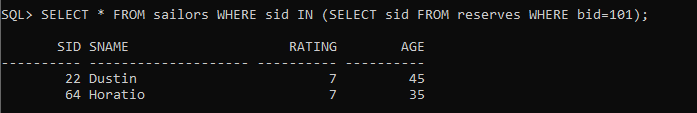 SQL> SELECT * FROM sailors WHERE sid IN (SELECT sid FROM reserves WHERE bid=101);
SID SNAME RATING AGE
---------- -------------------- ---------- ----------
22 Dustin 7 45
64 Horatio 7 35